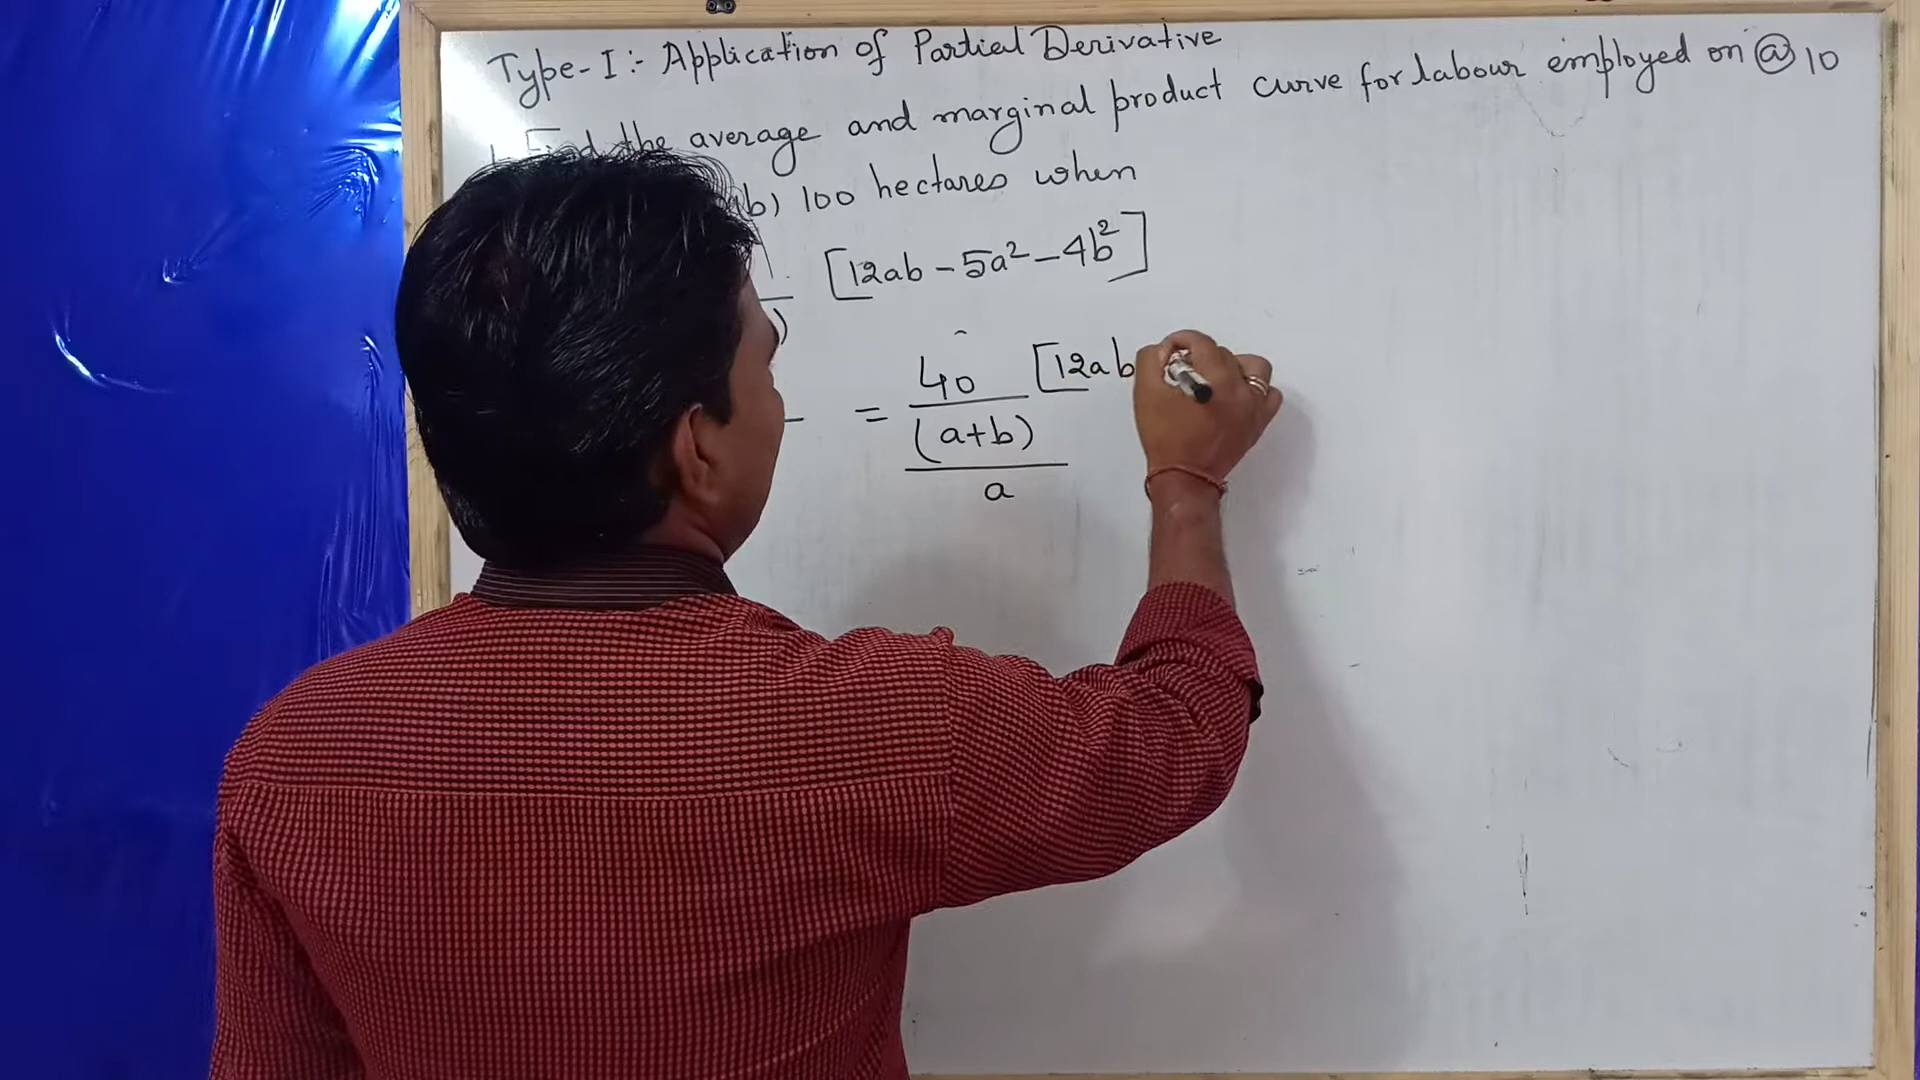 Type-I :- Application of Partial Derivative
Find the average and marginal product curve for labour employed on @ 10
b) 100 hectares when
[12ab - 5a² - 4b²]
)
= 40 [12ab
(a+b)
a